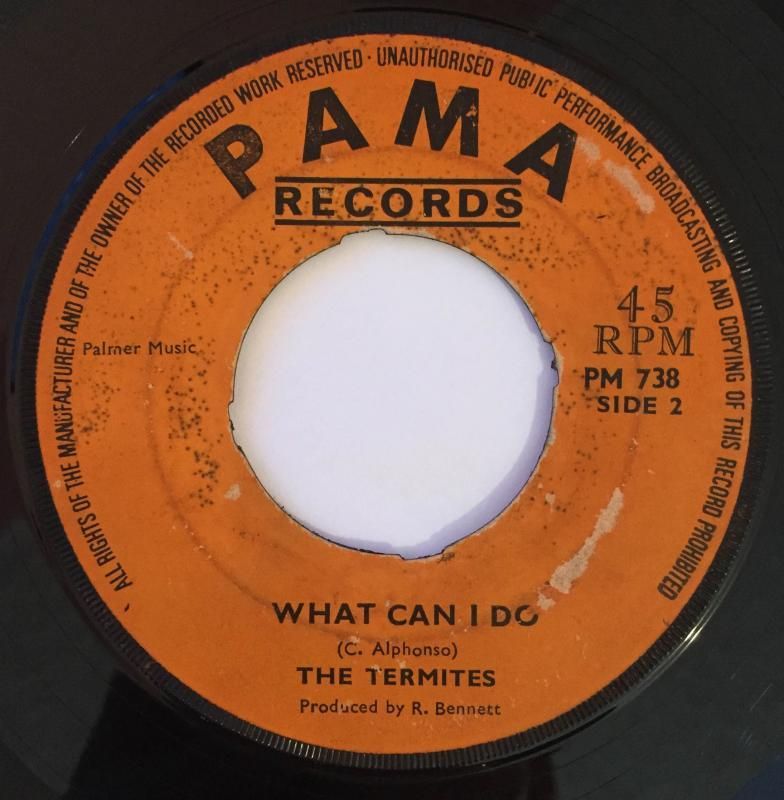 ALL RIGHTS OF THE MANUFACTURER AND OF THE OWNER OF THE RECORDED WORK RESERVED · UNAUTHORISED PUBLIC PERFORMANCE BROADCASTING AND COPYING OF THIS RECORD PROHIBITED
PAMA
RECORDS
45
RPM
Palmer Music
PM 738
SIDE 2
WHAT CAN I DO
(C. Alphonso)
THE TERMITES
Produced by R. Bennett